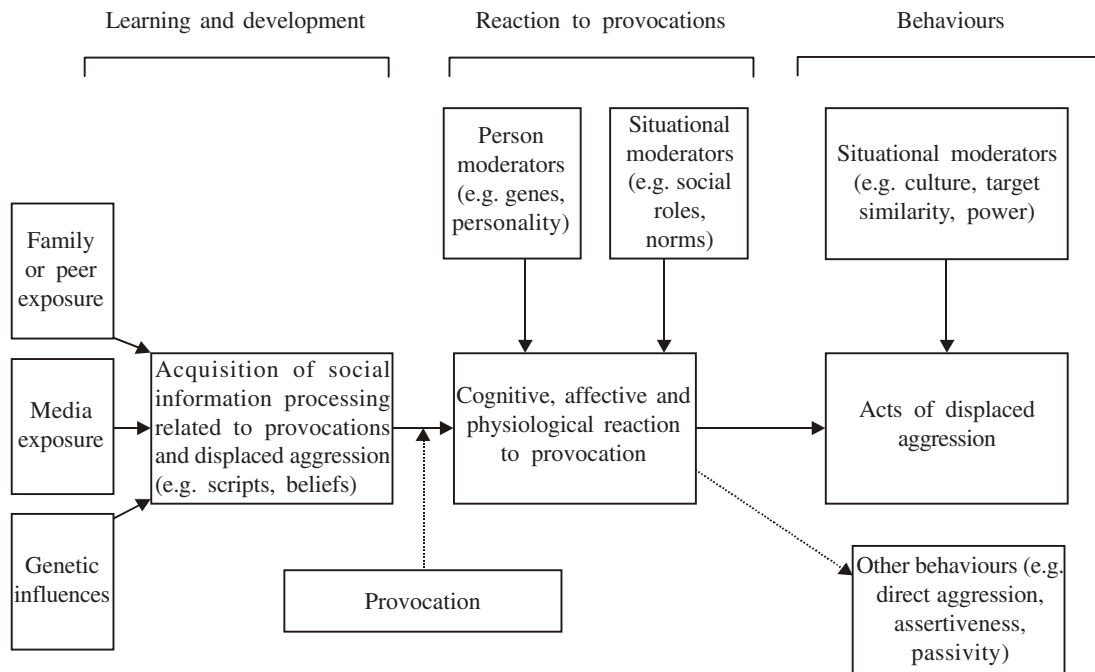 Learning and development
Reaction to provocations
Behaviours
Person
moderators
(e.g. genes,
personality)
Situational
moderators
(e.g. social
roles,
norms)
Situational moderators
(e.g. culture, target
similarity, power)
Family
or peer
exposure
Media
exposure
Genetic
influences
Acquisition of social
information processing
related to provocations
and displaced aggression
(e.g. scripts, beliefs)
Cognitive, affective and
physiological reaction
to provocation
Acts of displaced
aggression
Provocation
Other behaviours (e.g.
direct aggression,
assertiveness,
passivity)